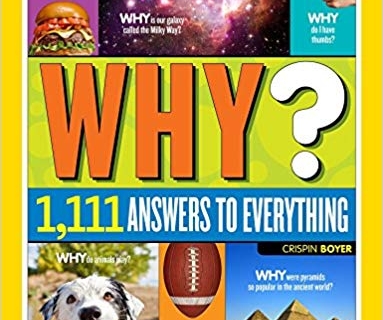 WHY is our galaxy
called the Milky Way?
WHY
do I have
thumbs?
WHY?
1,111 ANSWERS TO EVERYTHING
CRISPIN BOYER
WHY do animals play?
WHY were pyramids
so popular in the ancient world?